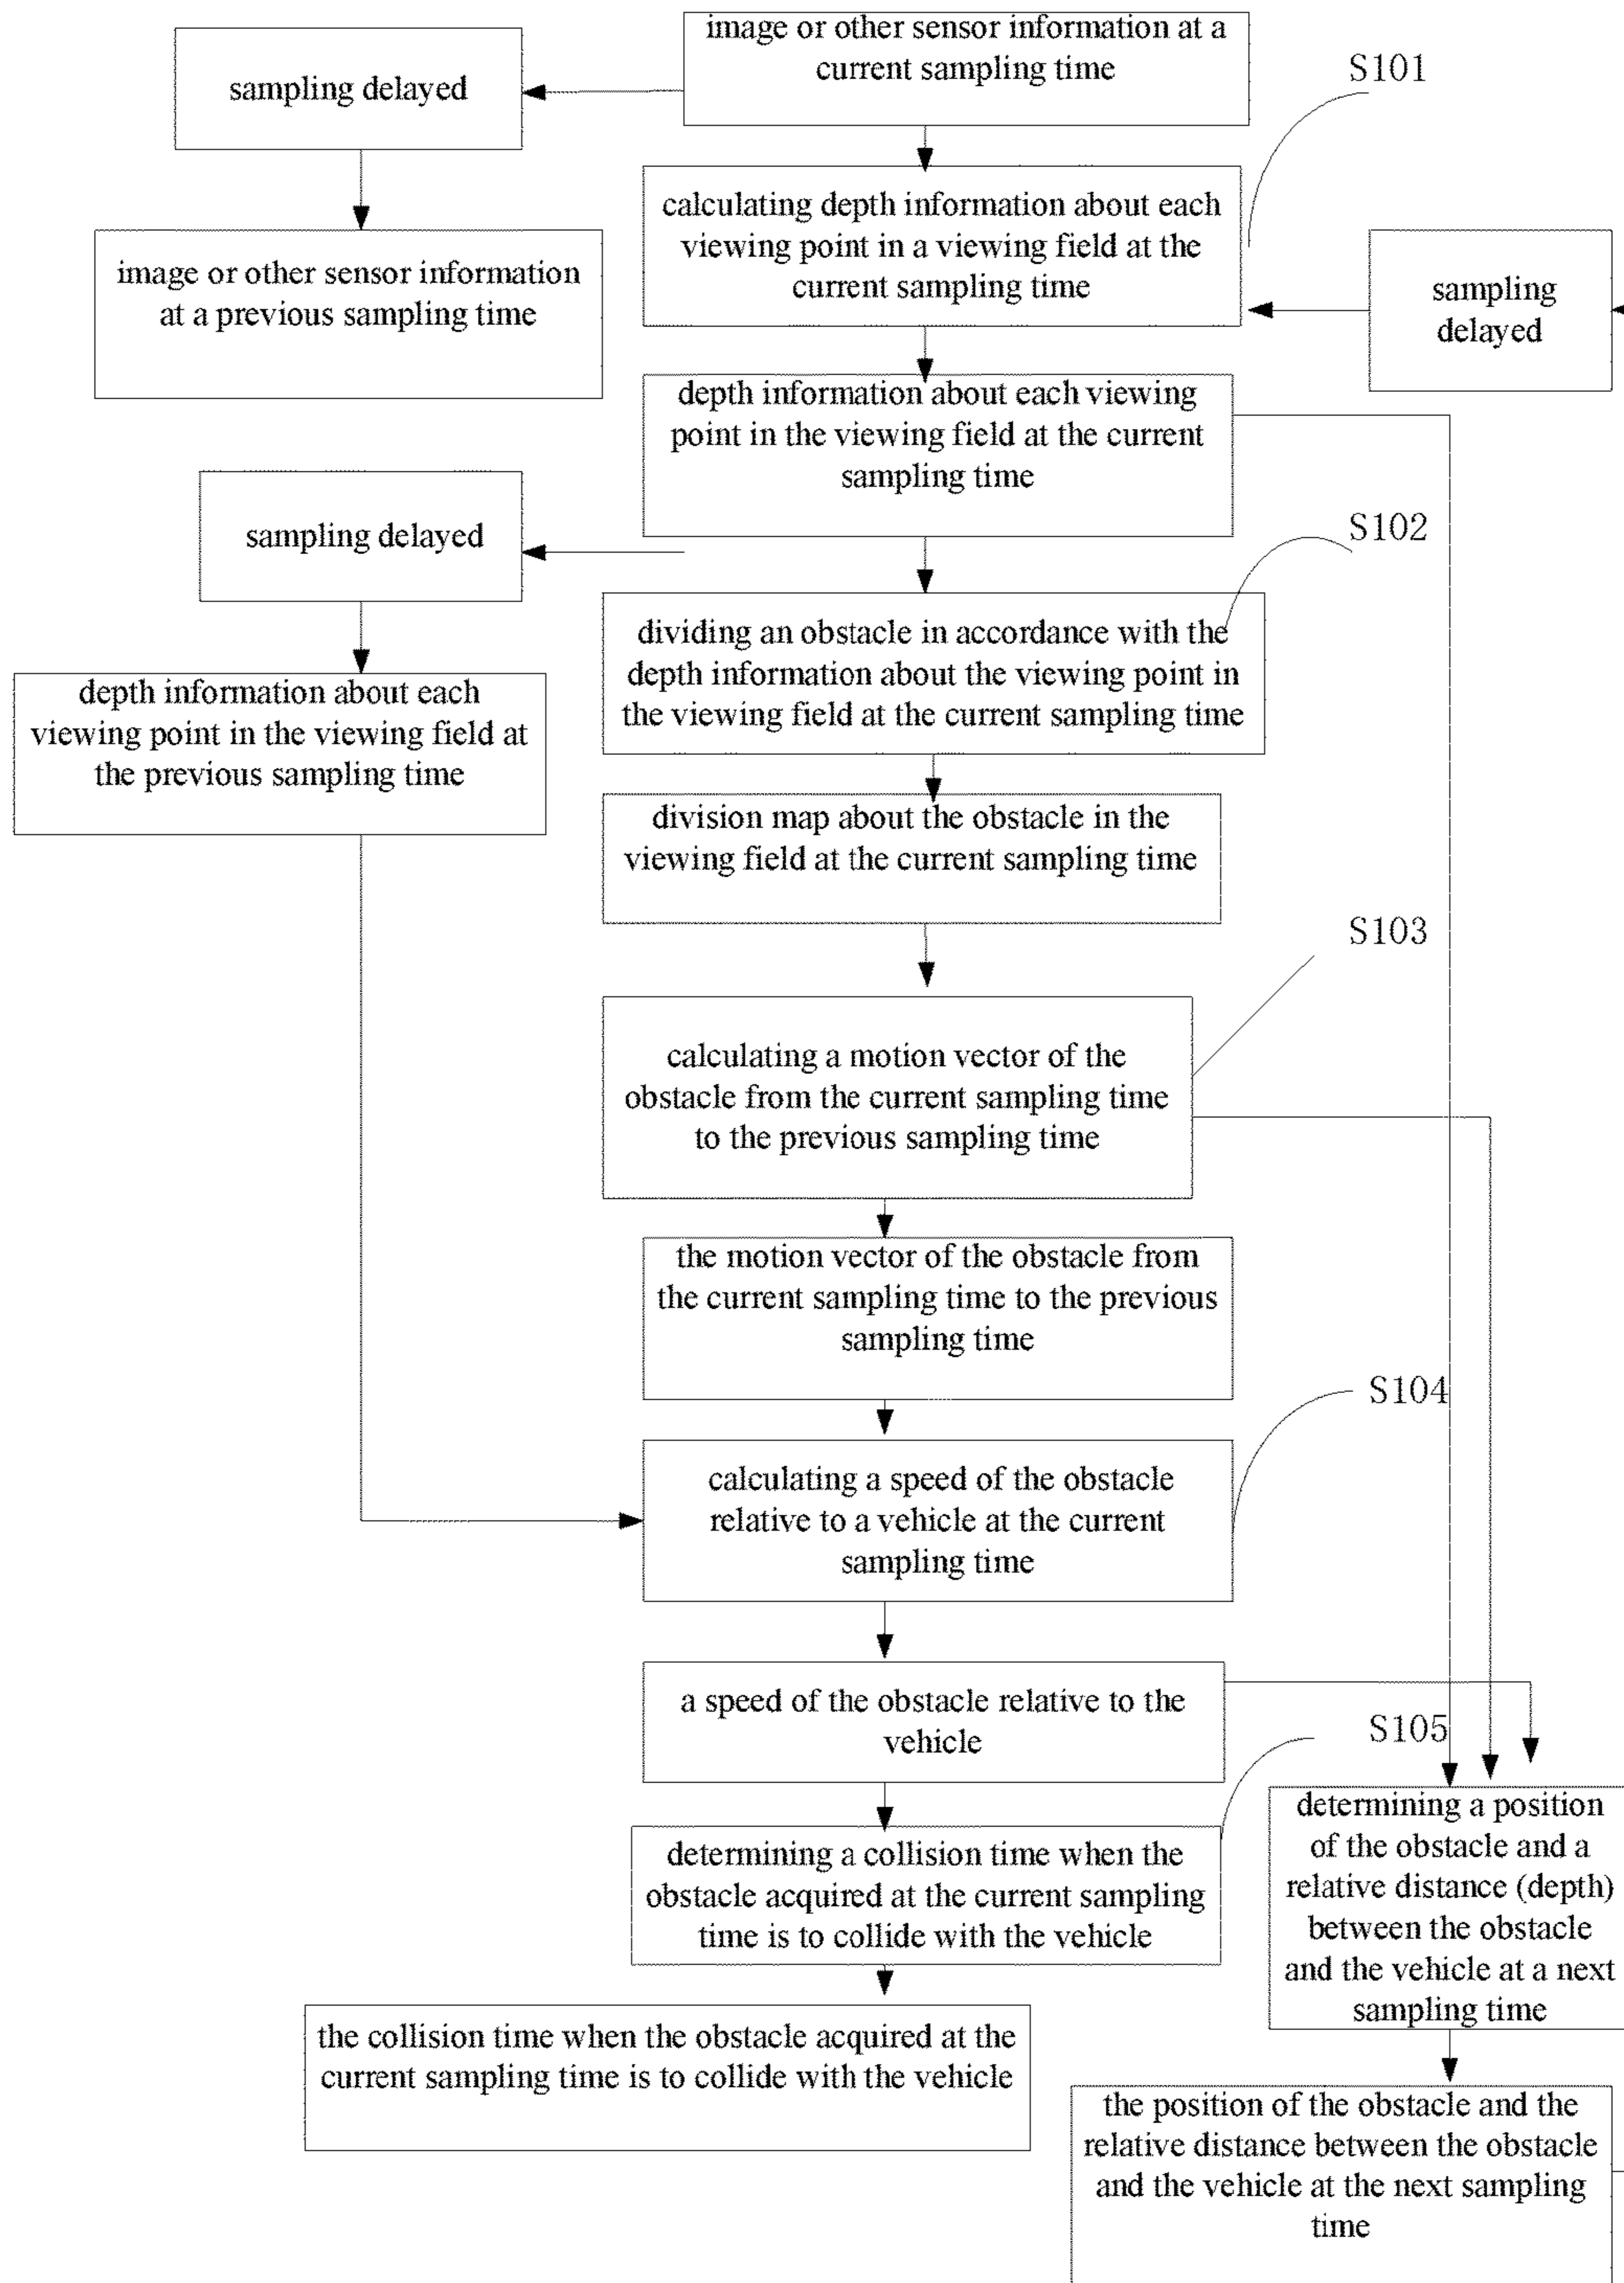 image or other sensor information at a
current sampling time
sampling delayed
S101
calculating depth information about each
viewing point in a viewing field at the
current sampling time
image or other sensor information
at a previous sampling time
sampling
delayed
depth information about each viewing
point in the viewing field at the current
sampling time
sampling delayed
S102
dividing an obstacle in accordance with the
depth information about the viewing point in
the viewing field at the current sampling time
depth information about each
viewing point in the viewing field at
the previous sampling time
division map about the obstacle in the
viewing field at the current sampling time
S103
calculating a motion vector of the
obstacle from the current sampling time
to the previous sampling time
the motion vector of the obstacle from
the current sampling time to the previous
sampling time
S104
calculating a speed of the obstacle
relative to a vehicle at the current
sampling time
a speed of the obstacle relative to the
vehicle
S105
determining a collision time when the
obstacle acquired at the current sampling
time is to collide with the vehicle
determining a position
of the obstacle and a
relative distance (depth)
between the obstacle
and the vehicle at a next
sampling time
the collision time when the obstacle acquired at the
current sampling time is to collide with the vehicle
the position of the obstacle and the
relative distance between the obstacle
and the vehicle at the next sampling
time